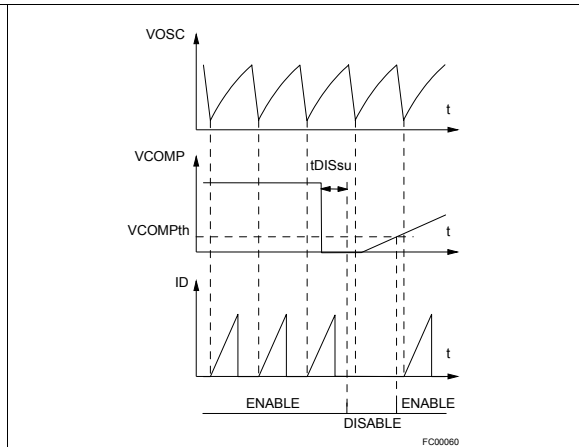 VOSC
t
VCOMP
tDISsu
VCOMPth
t
ID
t
ENABLE
ENABLE
DISABLE
FC00060